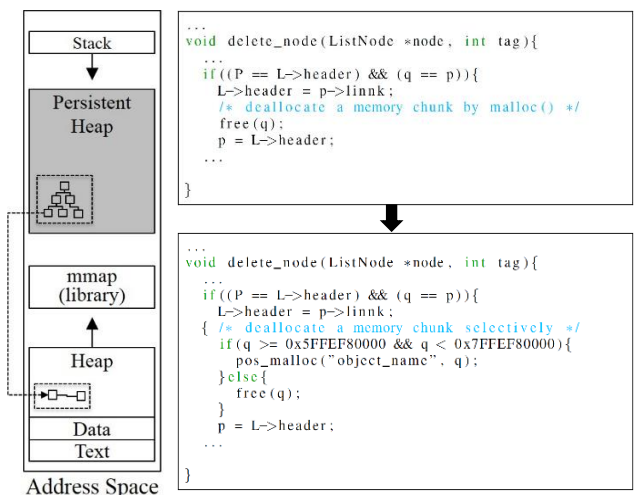 Stack
Persistent
Heap
mmap
(library)
Heap
Data
Text
Address Space
...
void delete_node(ListNode *node, int tag){
...
if((P == L->header) && (q == p)){
L->header = p->linnk;
/* deallocate a memory chunk by malloc() */
free(q);
p = L->header;
...
}
...
void delete_node(ListNode *node, int tag){
...
if((P == L->header) && (q == p)){
L->header = p->linnk;
{ /* deallocate a memory chunk selectively */
if(q >= 0x5FFEF80000 && q < 0x7FFEF80000){
pos_malloc("object_name", q);
}else{
free(q);
}
p = L->header;
...
}